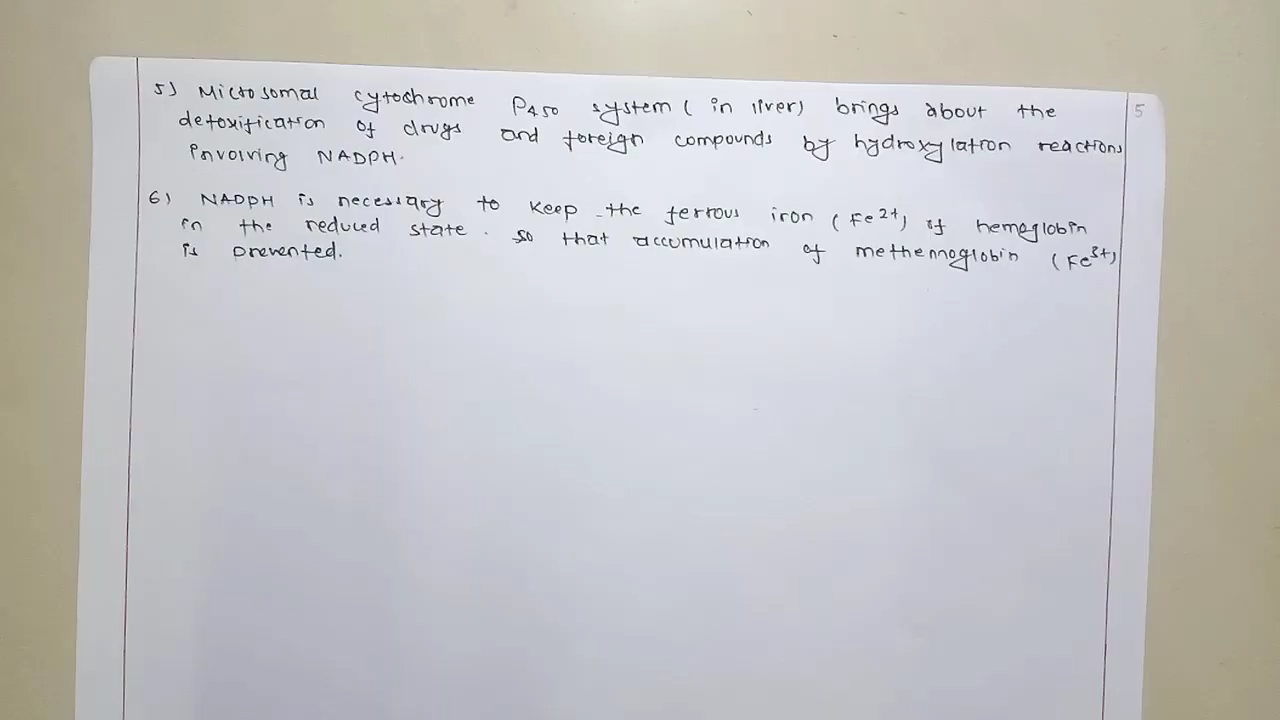 5) Microsomal cytochrome P450 system (in liver) brings about the
detoxification of drugs and foreign compounds by hydroxylation reactions
involving NADPH.
6) NADPH is necessary to keep the ferrous iron (Fe2+) of hemoglobin
in the reduced state. so that accumulation of methemoglobin (Fe3+)
is prevented.
5